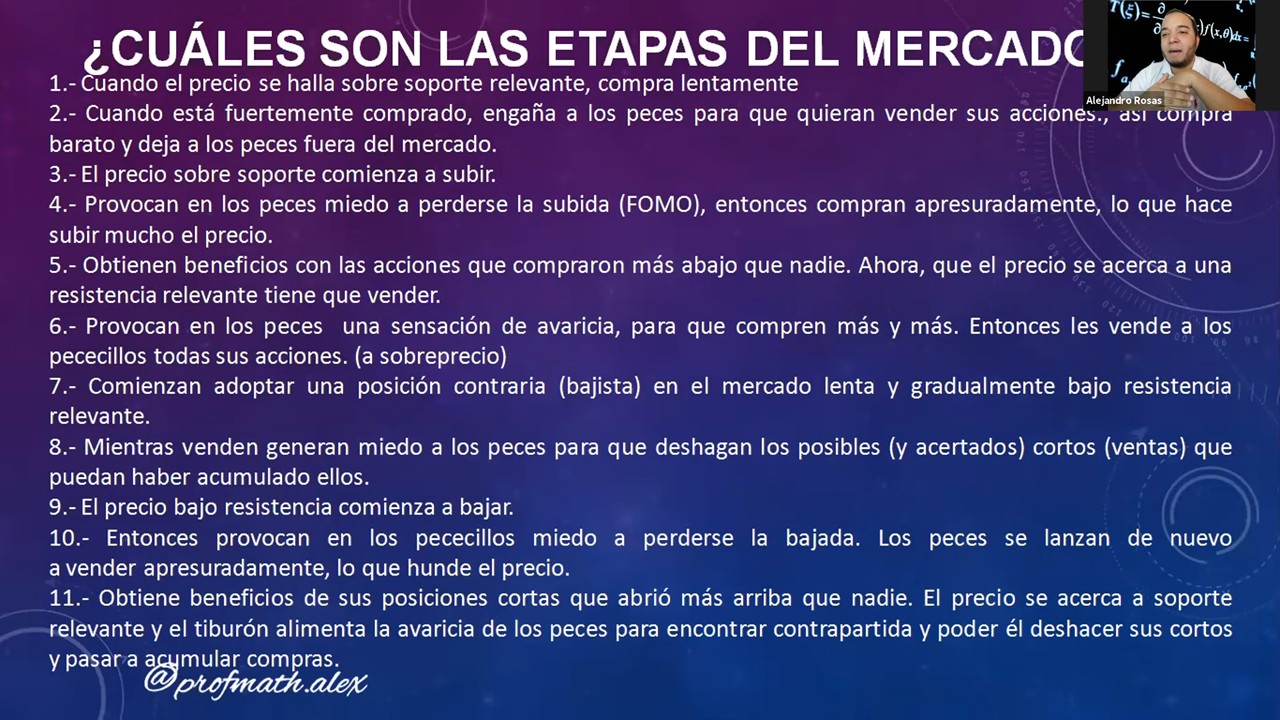 ¿CUÁLES SON LAS ETAPAS DEL MERCADO
1.- Cuando el precio se halla sobre soporte relevante, compra lentamente
2.- Cuando está fuertemente comprado, engaña a los peces para que quieran vender sus acciones., así compra
barato y deja a los peces fuera del mercado.
3.- El precio sobre soporte comienza a subir.
4.- Provocan en los peces miedo a perderse la subida (FOMO), entonces compran apresuradamente, lo que hace
subir mucho el precio.
5.- Obtienen beneficios con las acciones que compraron más abajo que nadie. Ahora, que el precio se acerca a una
resistencia relevante tiene que vender.
6.- Provocan en los peces una sensación de avaricia, para que compren más y más. Entonces les vende a los
pececillos todas sus acciones. (a sobreprecio)
7.- Comienzan adoptar una posición contraria (bajista) en el mercado lenta y gradualmente bajo resistencia
relevante.
8.- Mientras venden generan miedo a los peces para que deshagan los posibles (y acertados) cortos (ventas) que
puedan haber acumulado ellos.
9.- El precio bajo resistencia comienza a bajar.
10.- Entonces provocan en los pececillos miedo a perderse la bajada. Los peces se lanzan de nuevo
a vender apresuradamente, lo que hunde el precio.
11.- Obtiene beneficios de sus posiciones cortas que abrió más arriba que nadie. El precio se acerca a soporte
relevante y el tiburón alimenta la avaricia de los peces para encontrar contrapartida y poder él deshacer sus cortos
y pasar a acumular compras.
@profmath.alex
Alejandro Rosas